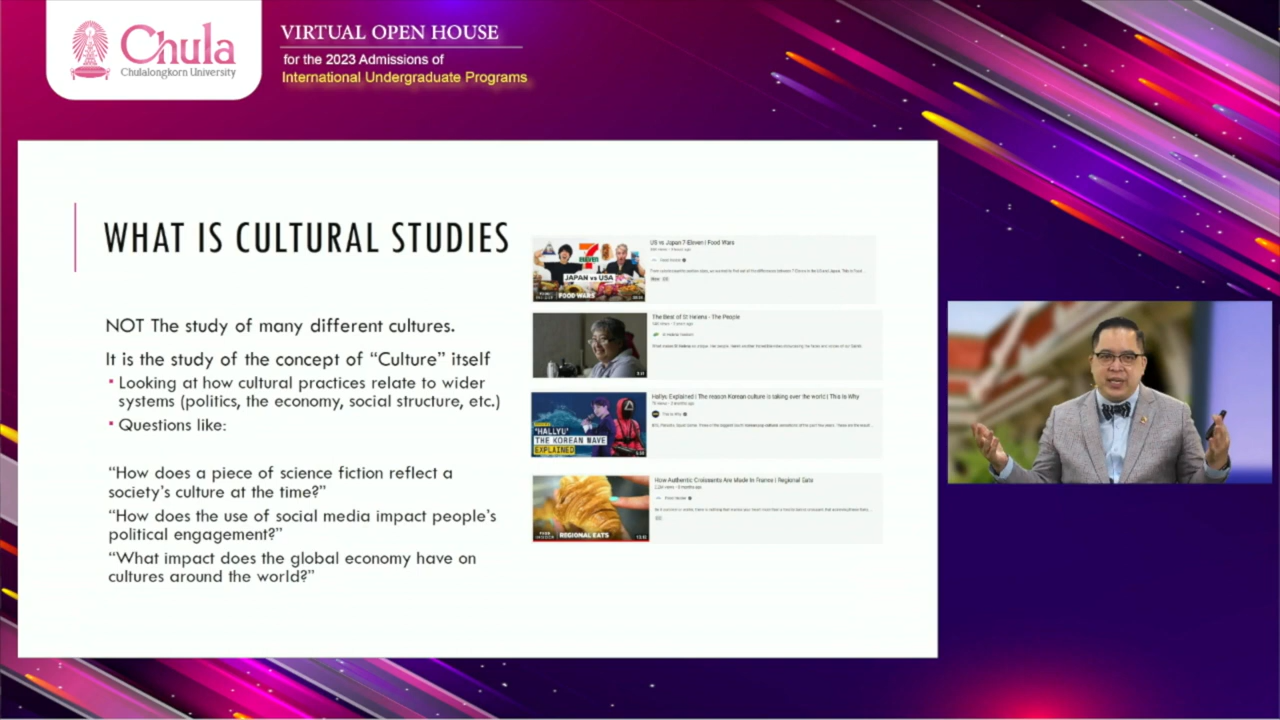 Chula
Chulalongkorn University
VIRTUAL OPEN HOUSE
for the 2023 Admissions of
International Undergraduate Programs
WHAT IS CULTURAL STUDIES
NOT The study of many different cultures.
It is the study of the concept of “Culture” itself
Looking at how cultural practices relate to wider
systems (politics, the economy, social structure, etc.)
Questions like:
“How does a piece of science fiction reflect a
society’s culture at the time?”
“How does the use of social media impact people’s
political engagement?”
“What impact does the global economy have on
cultures around the world?”
7
ELEVEN
JAPAN vs USA
FOOD WARS
US vs Japan 7-Eleven | Food Wars
The Best of St Helena - The People
'HALLYU'
THE KOREAN WAVE
EXPLAINED
Hallyu Explained | The reason Korean culture is taking over the world | This Is Why
This Is Why
REGIONAL EATS
How Authentic Croissants Are Made In France | Regional Eats